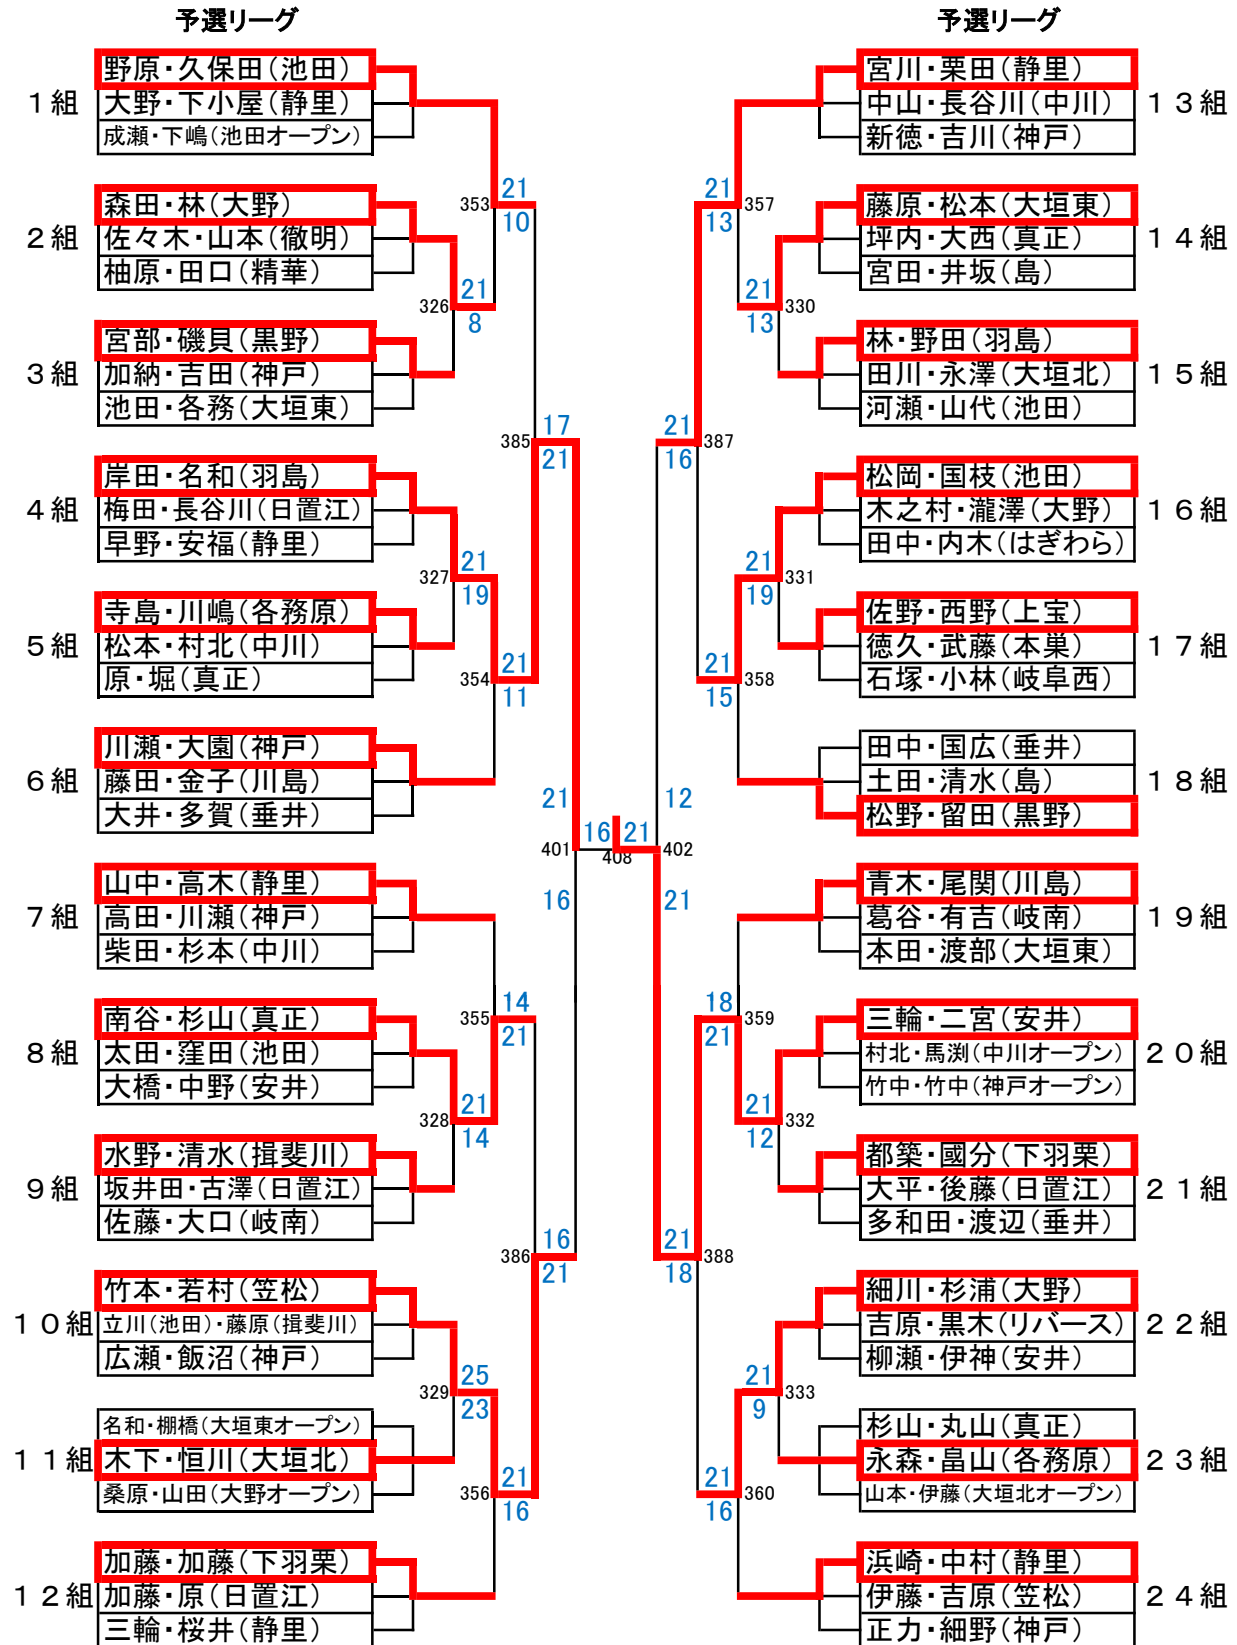 予選リーグ
1組
野原・久保田(池田)
大野・下小屋(静里)
成瀬・下嶋(池田オープン)
2組
森田・林(大野)
佐々木・山本(徹明)
柚原・田口(精華)
3組
宮部・磯貝(黒野)
加納・吉田(神戸)
池田・各務(大垣東)
4組
岸田・名和(羽島)
梅田・長谷川(日置江)
早野・安福(静里)
5組
寺島・川嶋(各務原)
松本・村北(中川)
原・堀(真正)
6組
川瀬・大園(神戸)
藤田・金子(川島)
大井・多賀(垂井)
7組
山中・高木(静里)
高田・川瀬(神戸)
柴田・杉本(中川)
8組
南谷・杉山(真正)
太田・窪田(池田)
大橋・中野(安井)
9組
水野・清水(揖斐川)
坂井田・古澤(日置江)
佐藤・大口(岐南)
10組
竹本・若村(笠松)
立川(池田)・藤原(揖斐川)
広瀬・飯沼(神戸)
11組
名和・棚橋(大垣東オープン)
木下・恒川(大垣北)
桑原・山田(大野オープン)
12組
加藤・加藤(下羽栗)
加藤・原(日置江)
三輪・桜井(静里)
353
21
10
326
21
8
385
17
21
327
21
19
354
21
11
401
21
16
355
14
21
328
21
14
386
16
21
329
25
23
356
21
16
16
21
408
402
12
21
21
13
357
21
13
330
21
16
387
21
19
331
21
15
358
18
21
359
21
12
332
21
18
388
21
9
333
21
16
360
予選リーグ
宮川・栗田(静里)
中山・長谷川(中川)
新徳・吉川(神戸)
13組
藤原・松本(大垣東)
坪内・大西(真正)
宮田・井坂(島)
14組
林・野田(羽島)
田川・永澤(大垣北)
河瀬・山代(池田)
15組
松岡・国枝(池田)
木之村・瀧澤(大野)
田中・内木(はぎわら)
16組
佐野・西野(上宝)
徳久・武藤(本巣)
石塚・小林(岐阜西)
17組
田中・国広(垂井)
土田・清水(島)
松野・留田(黒野)
18組
青木・尾関(川島)
葛谷・有吉(岐南)
本田・渡部(大垣東)
19組
三輪・二宮(安井)
村北・馬渕(中川オープン)
竹中・竹中(神戸オープン)
20組
都築・國分(下羽栗)
大平・後藤(日置江)
多和田・渡辺(垂井)
21組
細川・杉浦(大野)
吉原・黒木(リバース)
柳瀬・伊神(安井)
22組
杉山・丸山(真正)
永森・畠山(各務原)
山本・伊藤(大垣北オープン)
23組
浜崎・中村(静里)
伊藤・吉原(笠松)
正力・細野(神戸)
24組